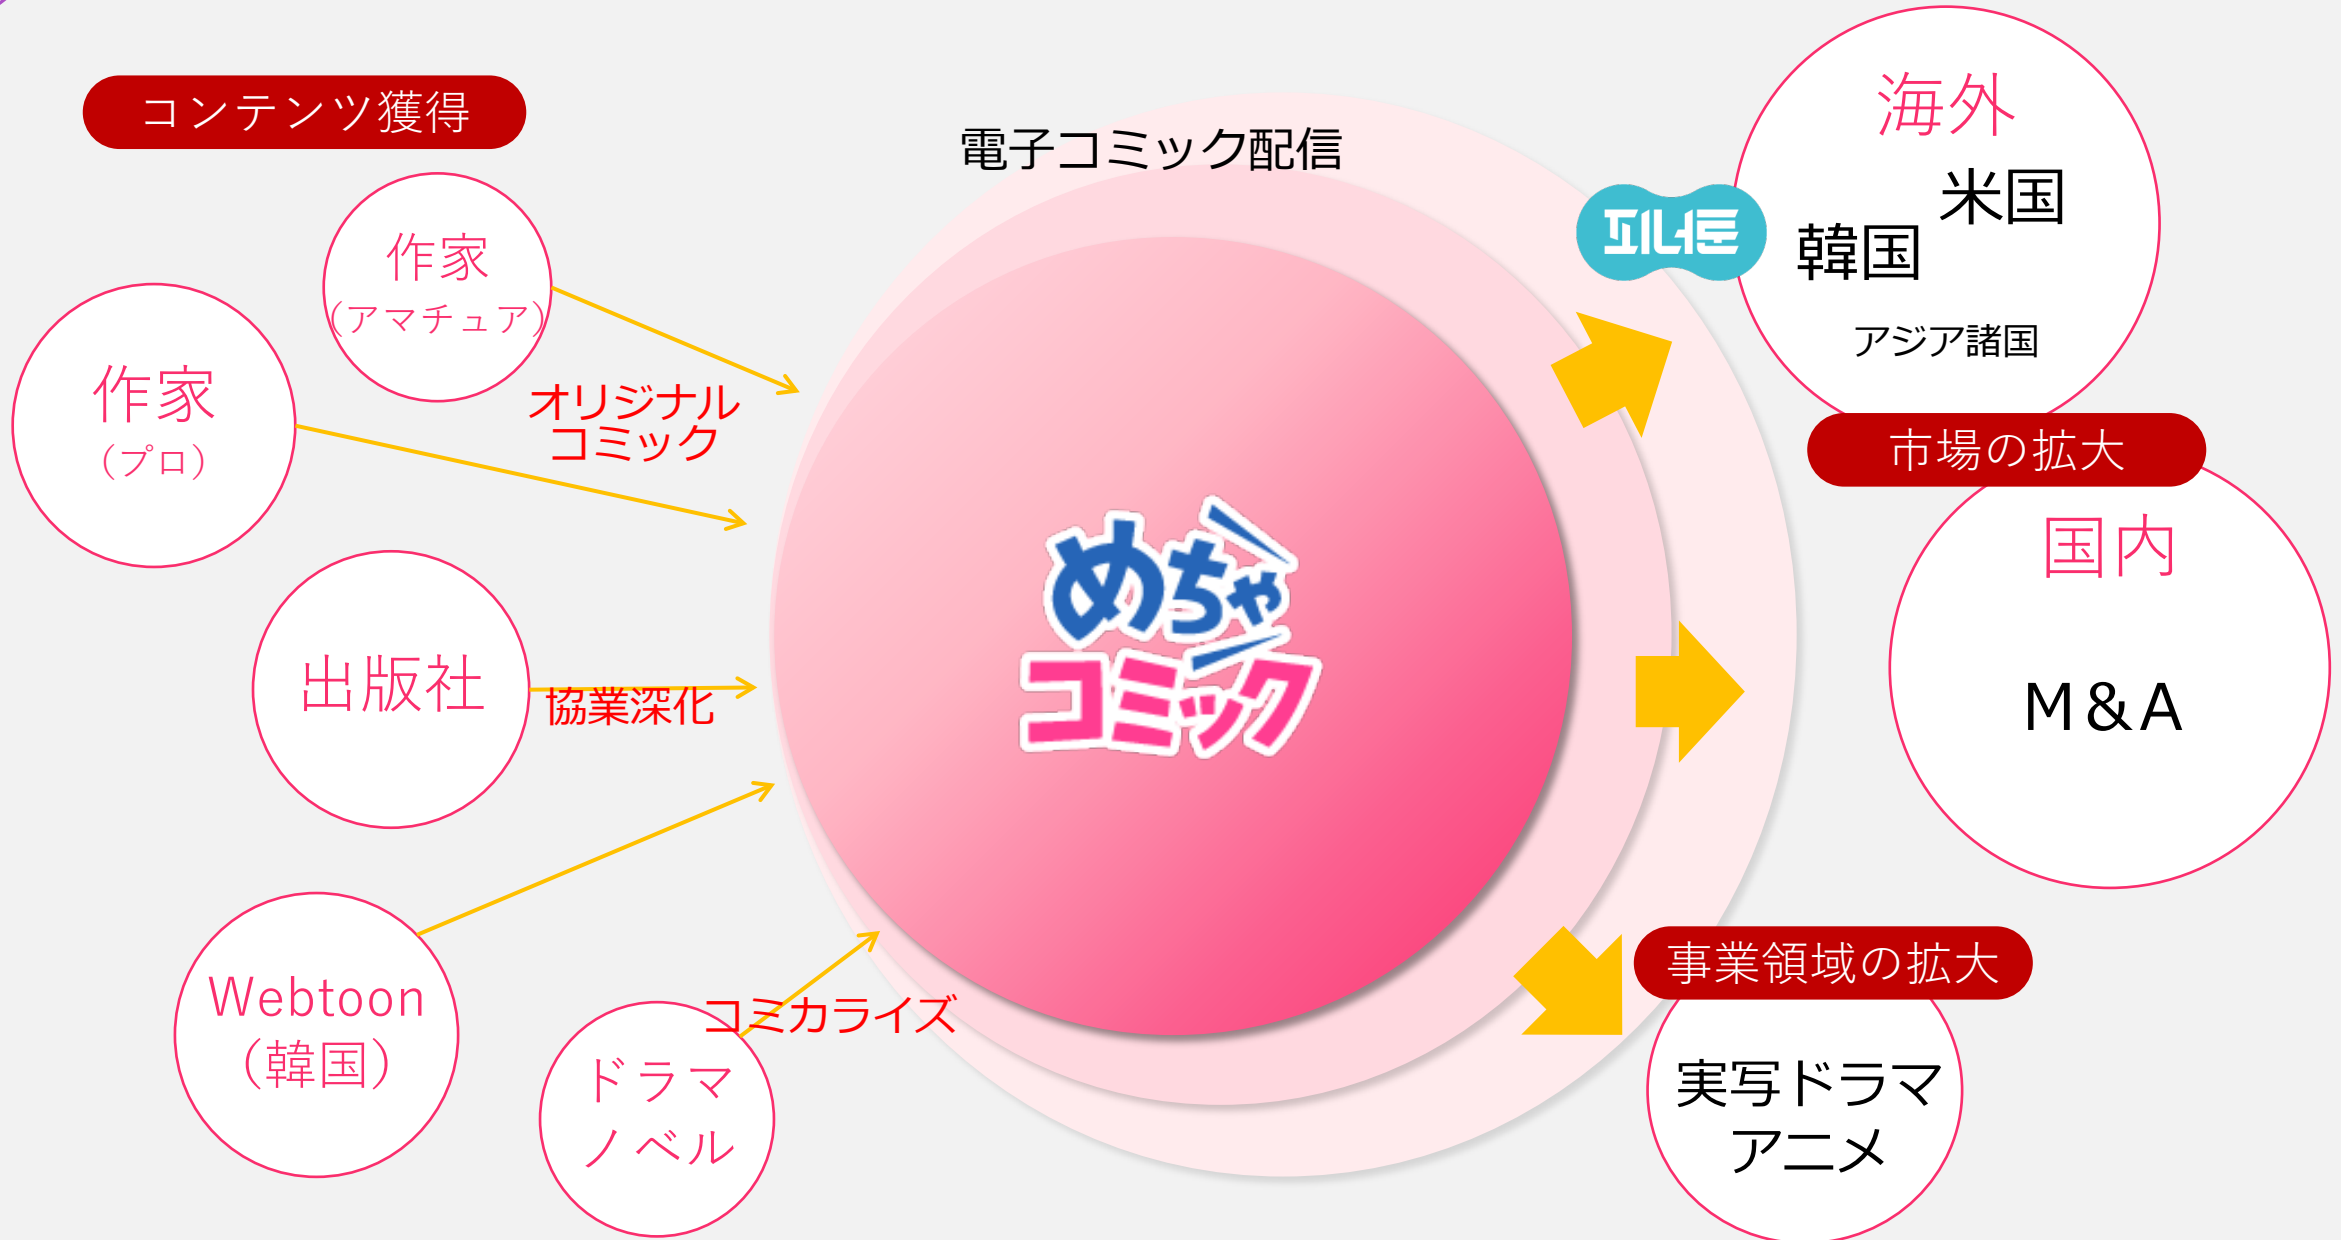 コンテンツ獲得
作家
（アマチュア）
作家
（プロ）
オリジナル
コミック
出版社
協業深化
Webtoon
（韓国）
ドラマ
ノベル
コミカライズ
電子コミック配信
めちゃ
コミック
海外
米国
韓国
アジア諸国
市場の拡大
国内
M&A
事業領域の拡大
実写ドラマ
アニメ